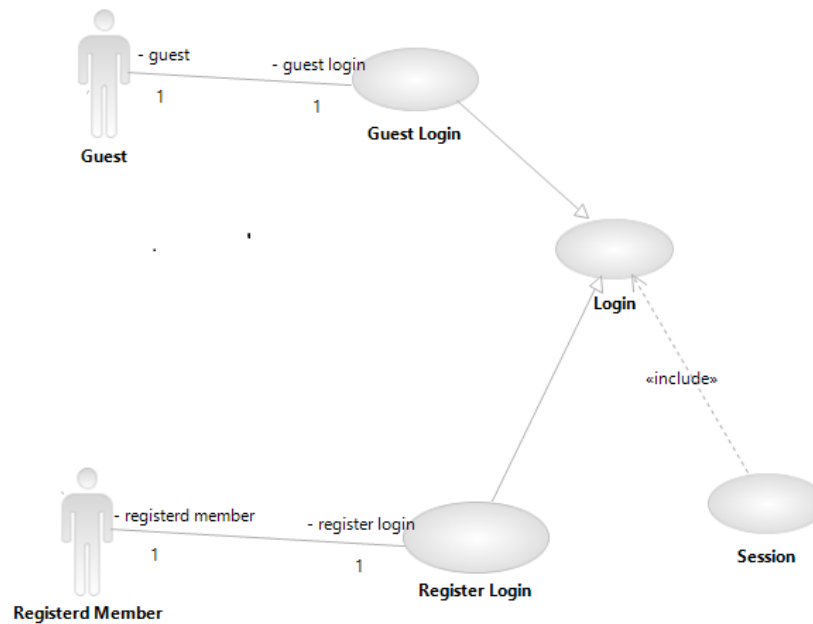 - guest
- guest login
1
1
Guest Login
Guest
Login
«include»
- registerd member
- register login
1
1
Session
Register Login
Registerd Member